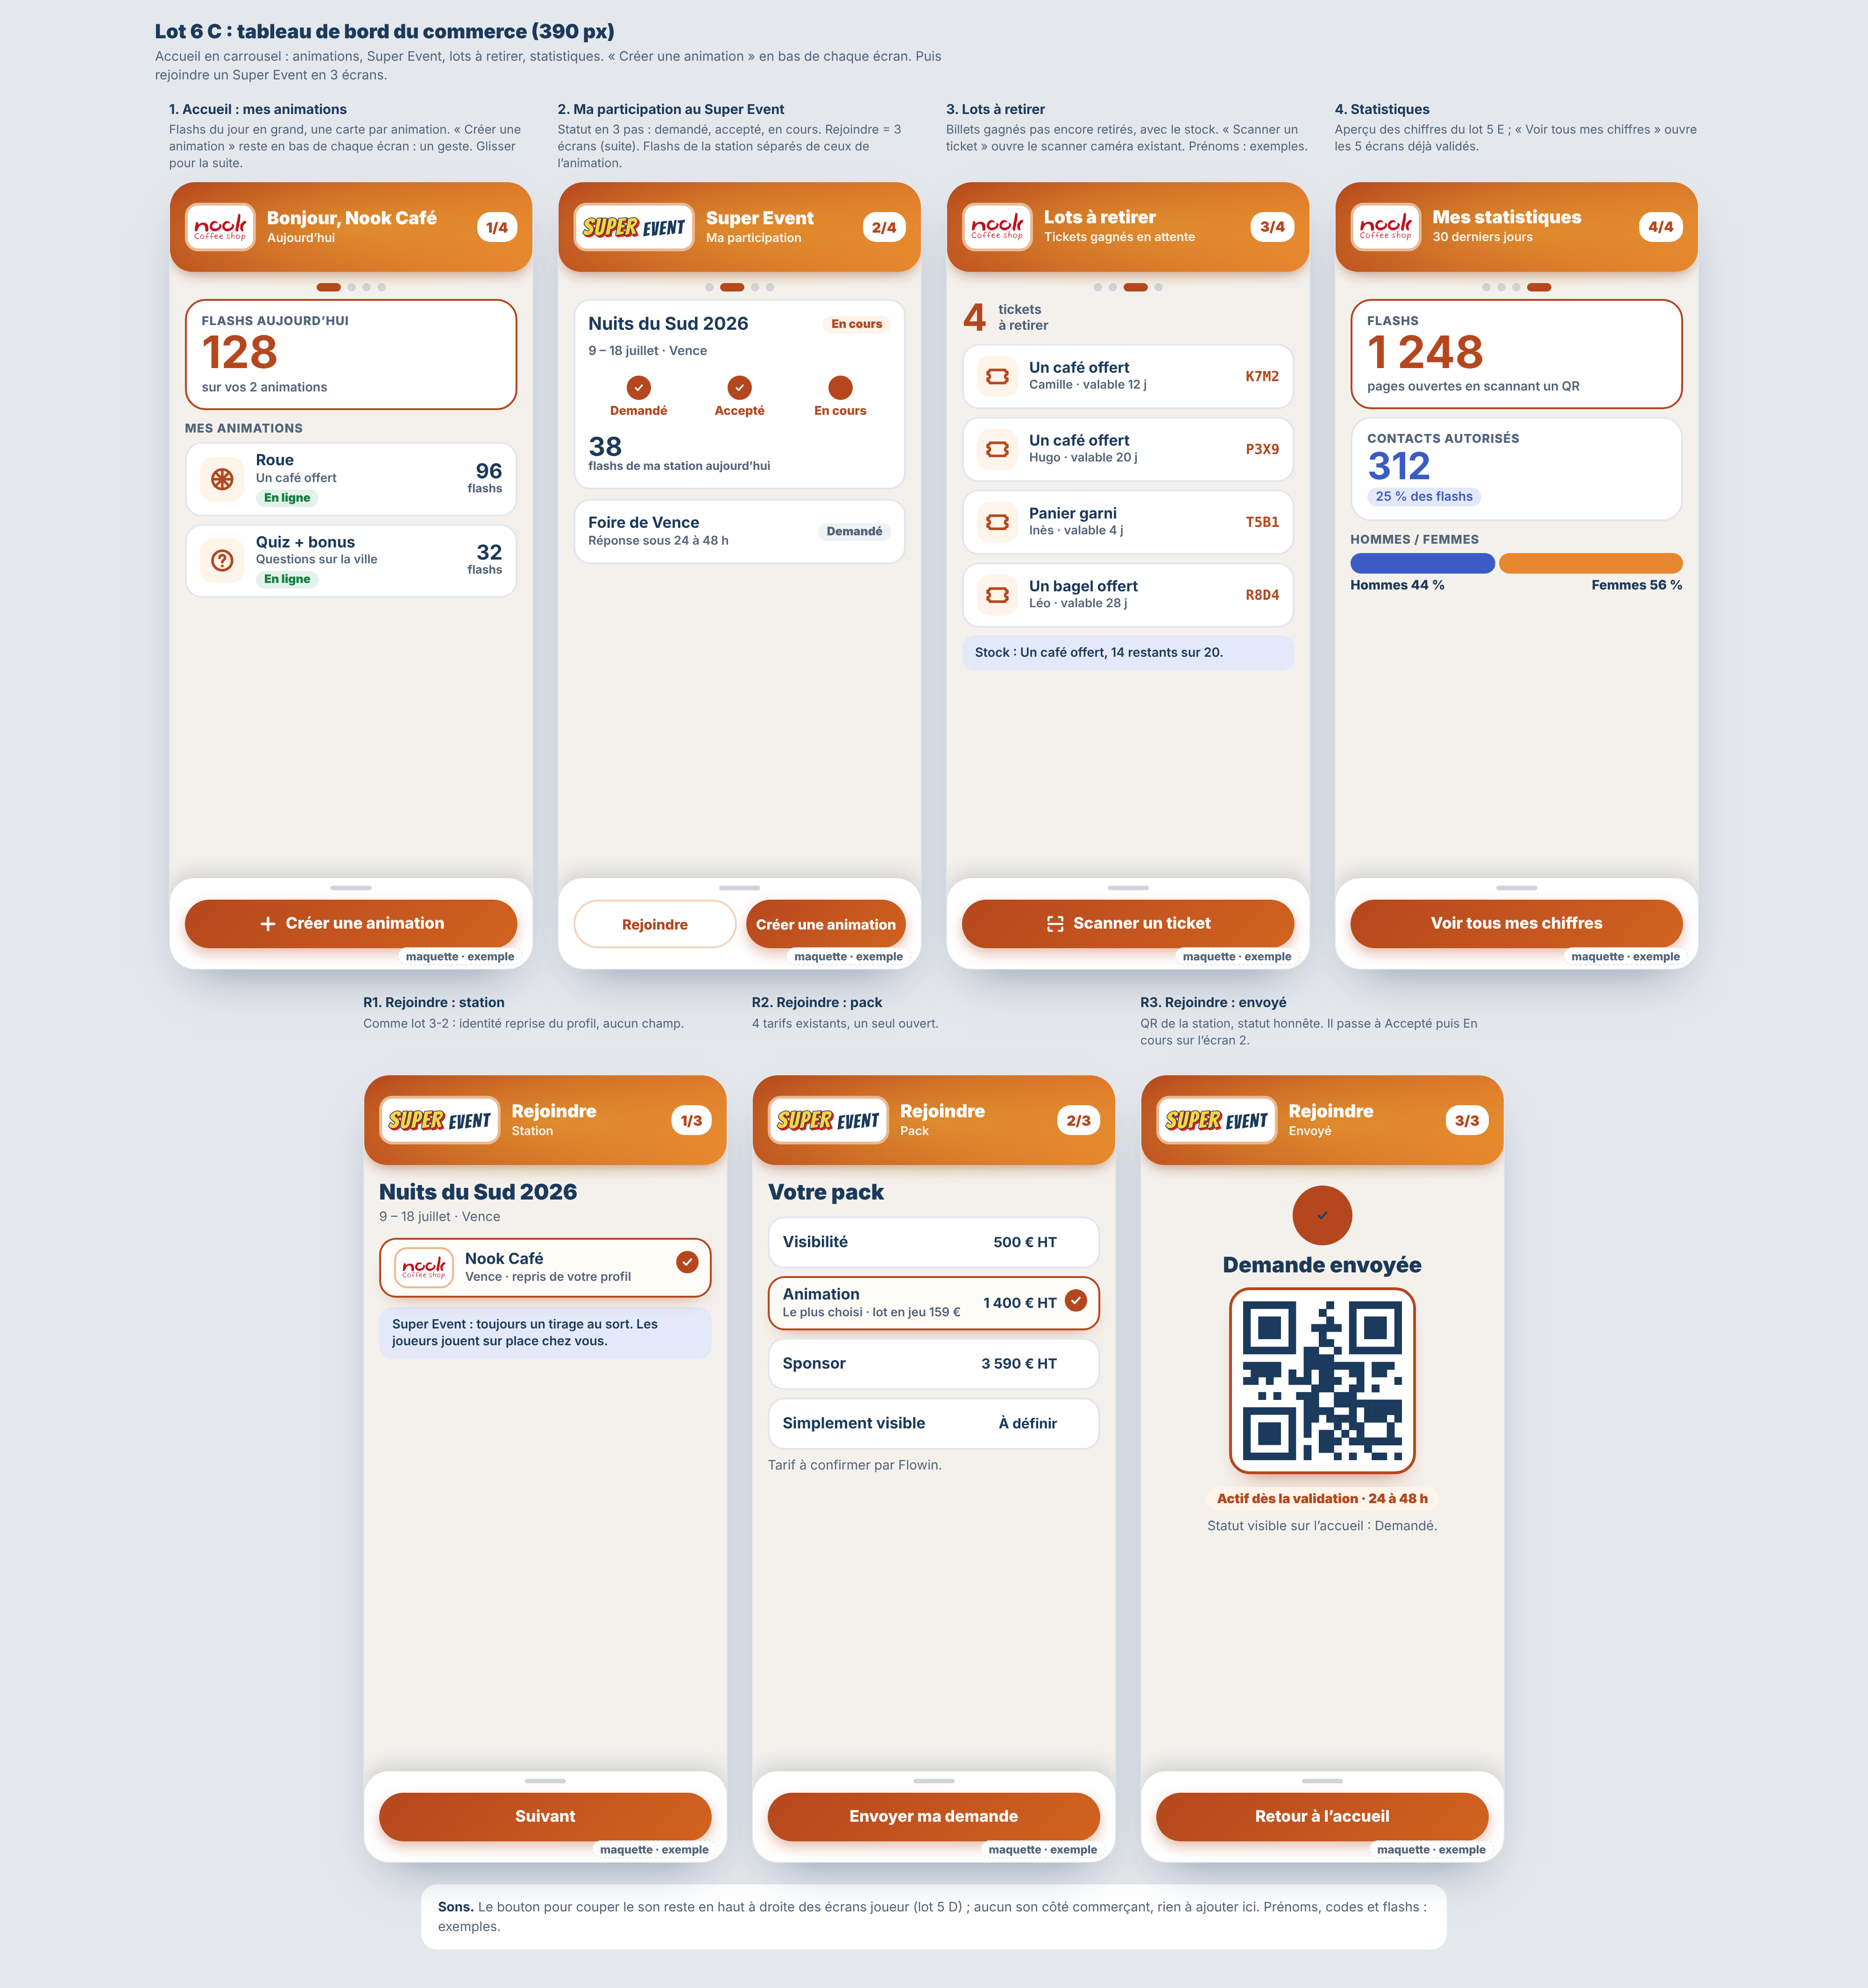 Lot 6 C : tableau de bord du commerce (390 px)
Accueil en carrousel : animations, Super Event, lots à retirer, statistiques. « Créer une animation » en bas de chaque écran. Puis
rejoindre un Super Event en 3 écrans.
1. Accueil : mes animations
Flashs du jour en grand, une carte par animation. « Créer une
animation » reste en bas de chaque écran : un geste. Glisser
pour la suite.
nook
Coffee shop
Bonjour, Nook Café
Aujourd’hui
1/4
FLASHS AUJOURD’HUI
128
sur vos 2 animations
MES ANIMATIONS
Roue
Un café offert
En ligne
96
flashs
Quiz + bonus
Questions sur la ville
En ligne
32
flashs
Créer une animation
maquette · exemple
2. Ma participation au Super Event
Statut en 3 pas : demandé, accepté, en cours. Rejoindre = 3
écrans (suite). Flashs de la station séparés de ceux de
l’animation.
SUPER EVENT
Super Event
Ma participation
2/4
Nuits du Sud 2026
En cours
9 – 18 juillet · Vence
Demandé
Accepté
En cours
38
flashs de ma station aujourd’hui
Foire de Vence
Réponse sous 24 à 48 h
Demandé
Rejoindre
Créer une animation
maquette · exemple
3. Lots à retirer
Billets gagnés pas encore retirés, avec le stock. « Scanner un
ticket » ouvre le scanner caméra existant. Prénoms : exemples.
nook
Coffee shop
Lots à retirer
Tickets gagnés en attente
3/4
4
tickets
à retirer
Un café offert
Camille · valable 12 j
K7M2
Un café offert
Hugo · valable 20 j
P3X9
Panier garni
Inès · valable 4 j
T5B1
Un bagel offert
Léo · valable 28 j
R8D4
Stock : Un café offert, 14 restants sur 20.
Scanner un ticket
maquette · exemple
4. Statistiques
Aperçu des chiffres du lot 5 E ; « Voir tous mes chiffres » ouvre
les 5 écrans déjà validés.
nook
Coffee shop
Mes statistiques
30 derniers jours
4/4
FLASHS
1 248
pages ouvertes en scannant un QR
CONTACTS AUTORISÉS
312
25 % des flashs
HOMMES / FEMMES
Hommes 44 %
Femmes 56 %
Voir tous mes chiffres
maquette · exemple
R1. Rejoindre : station
Comme lot 3-2 : identité reprise du profil, aucun champ.
SUPER EVENT
Rejoindre
Station
1/3
Nuits du Sud 2026
9 – 18 juillet · Vence
nook
Coffee shop
Nook Café
Vence · repris de votre profil
Super Event : toujours un tirage au sort. Les
joueurs jouent sur place chez vous.
Suivant
maquette · exemple
R2. Rejoindre : pack
4 tarifs existants, un seul ouvert.
SUPER EVENT
Rejoindre
Pack
2/3
Votre pack
Visibilité
500 € HT
Animation
Le plus choisi · lot en jeu 159 €
1 400 € HT
Sponsor
3 590 € HT
Simplement visible
À définir
Tarif à confirmer par Flowin.
Envoyer ma demande
maquette · exemple
R3. Rejoindre : envoyé
QR de la station, statut honnête. Il passe à Accepté puis En
cours sur l’écran 2.
SUPER EVENT
Rejoindre
Envoyé
3/3
Demande envoyée
Actif dès la validation · 24 à 48 h
Statut visible sur l’accueil : Demandé.
Retour à l’accueil
maquette · exemple
Sons. Le bouton pour couper le son reste en haut à droite des écrans joueur (lot 5 D) ; aucun son côté commerçant, rien à ajouter ici. Prénoms, codes et flashs :
exemples.